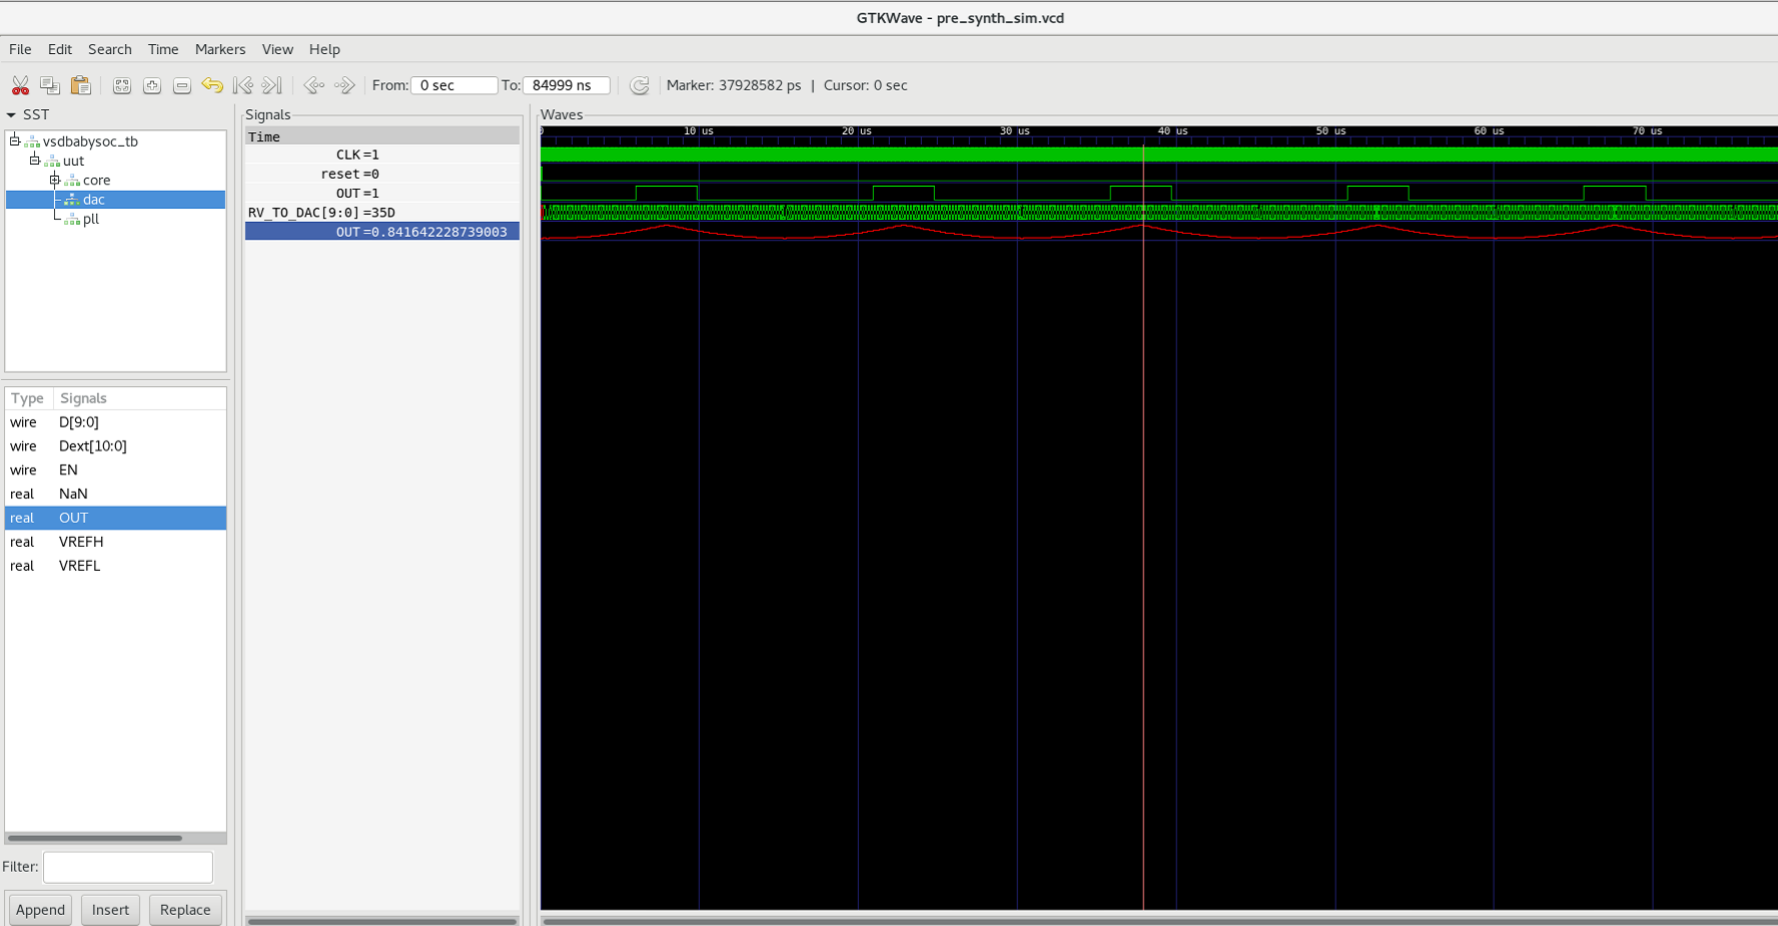 GTKWave - pre_synth_sim.vcd
File Edit Search Time Markers View Help
From: 0 sec To: 84999 ns Marker: 37928582 ps | Cursor: 0 sec
SST
vsdbabysoc_tb
uut
core
dac
pll
Type Signals
wire D[9:0]
wire Dext[10:0]
wire EN
real NaN
real OUT
real VREFH
real VREFL
Filter:
Append Insert Replace
Signals
Time
CLK=1
reset=0
OUT=1
RV_TO_DAC[9:0]=35D
OUT=0.841642228739003
Waves
0 10 us 20 us 30 us 40 us 50 us 60 us 70 us